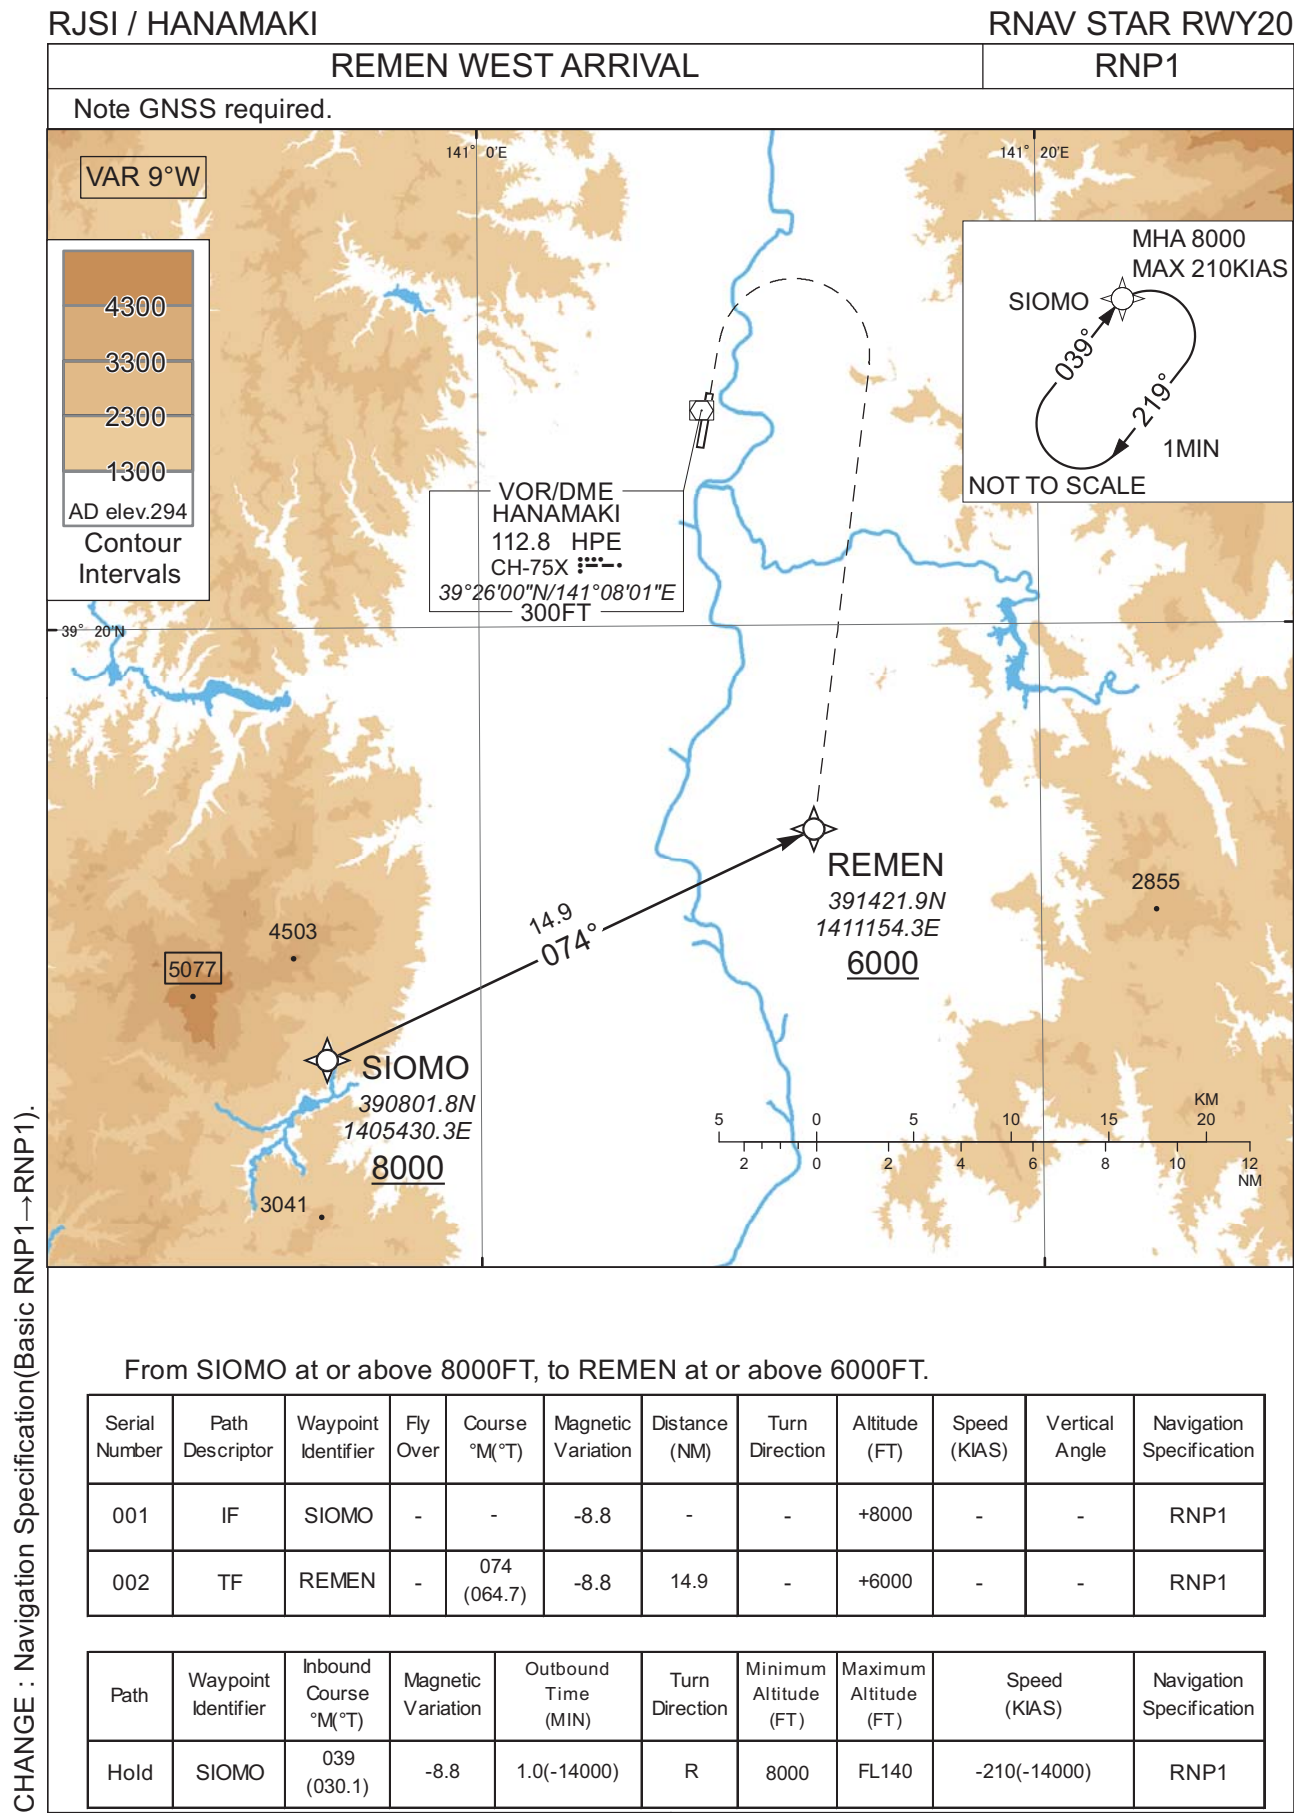 RJSI / HANAMAKI
RNAV STAR RWY20
REMEN WEST ARRIVAL
RNP1
Note GNSS required.
141° 0'E
141° 20'E
VAR 9°W
4300
3300
2300
1300
AD elev.294
Contour
Intervals
MHA 8000
MAX 210KIAS
SIOMO
039°
219°
1MIN
NOT TO SCALE
VOR/DME
HANAMAKI
112.8 HPE
CH-75X
39°26'00"N/141°08'01"E
300FT
39° 20'N
REMEN
391421.9N
1411154.3E
6000
2855
14.9
074°
4503
5077
SIOMO
390801.8N
1405430.3E
8000
3041
KM
5 0 5 10 15 20
2 0 2 4 6 8 10 12
NM
CHANGE : Navigation Specification(Basic RNP1→RNP1).
From SIOMO at or above 8000FT, to REMEN at or above 6000FT.
Serial Path Waypoint Fly Course Magnetic Distance Turn Altitude Speed Vertical Navigation
Number Descriptor Identifier Over °M(°T) Variation (NM) Direction (FT) (KIAS) Angle Specification
001 IF SIOMO - - -8.8 - - +8000 - - RNP1
002 TF REMEN - 074 (064.7) -8.8 14.9 - +6000 - - RNP1
Path Waypoint Identifier Inbound Course °M(°T) Magnetic Variation Outbound Time (MIN) Turn Direction Minimum Altitude (FT) Maximum Altitude (FT) Speed (KIAS) Navigation Specification
Hold SIOMO 039 (030.1) -8.8 1.0(-14000) R 8000 FL140 -210(-14000) RNP1